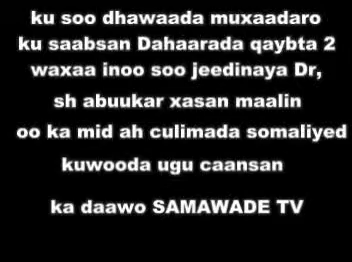 ku soo dhawaada muxaadaro
ku saabsan Dahaarada qaybta 2
waxaa inoo soo jeedinaya Dr,
sh abuukar xasan maalin
oo ka mid ah culimada somaliyed
kuwooda ugu caansan
ka daawo SAMAWADE TV